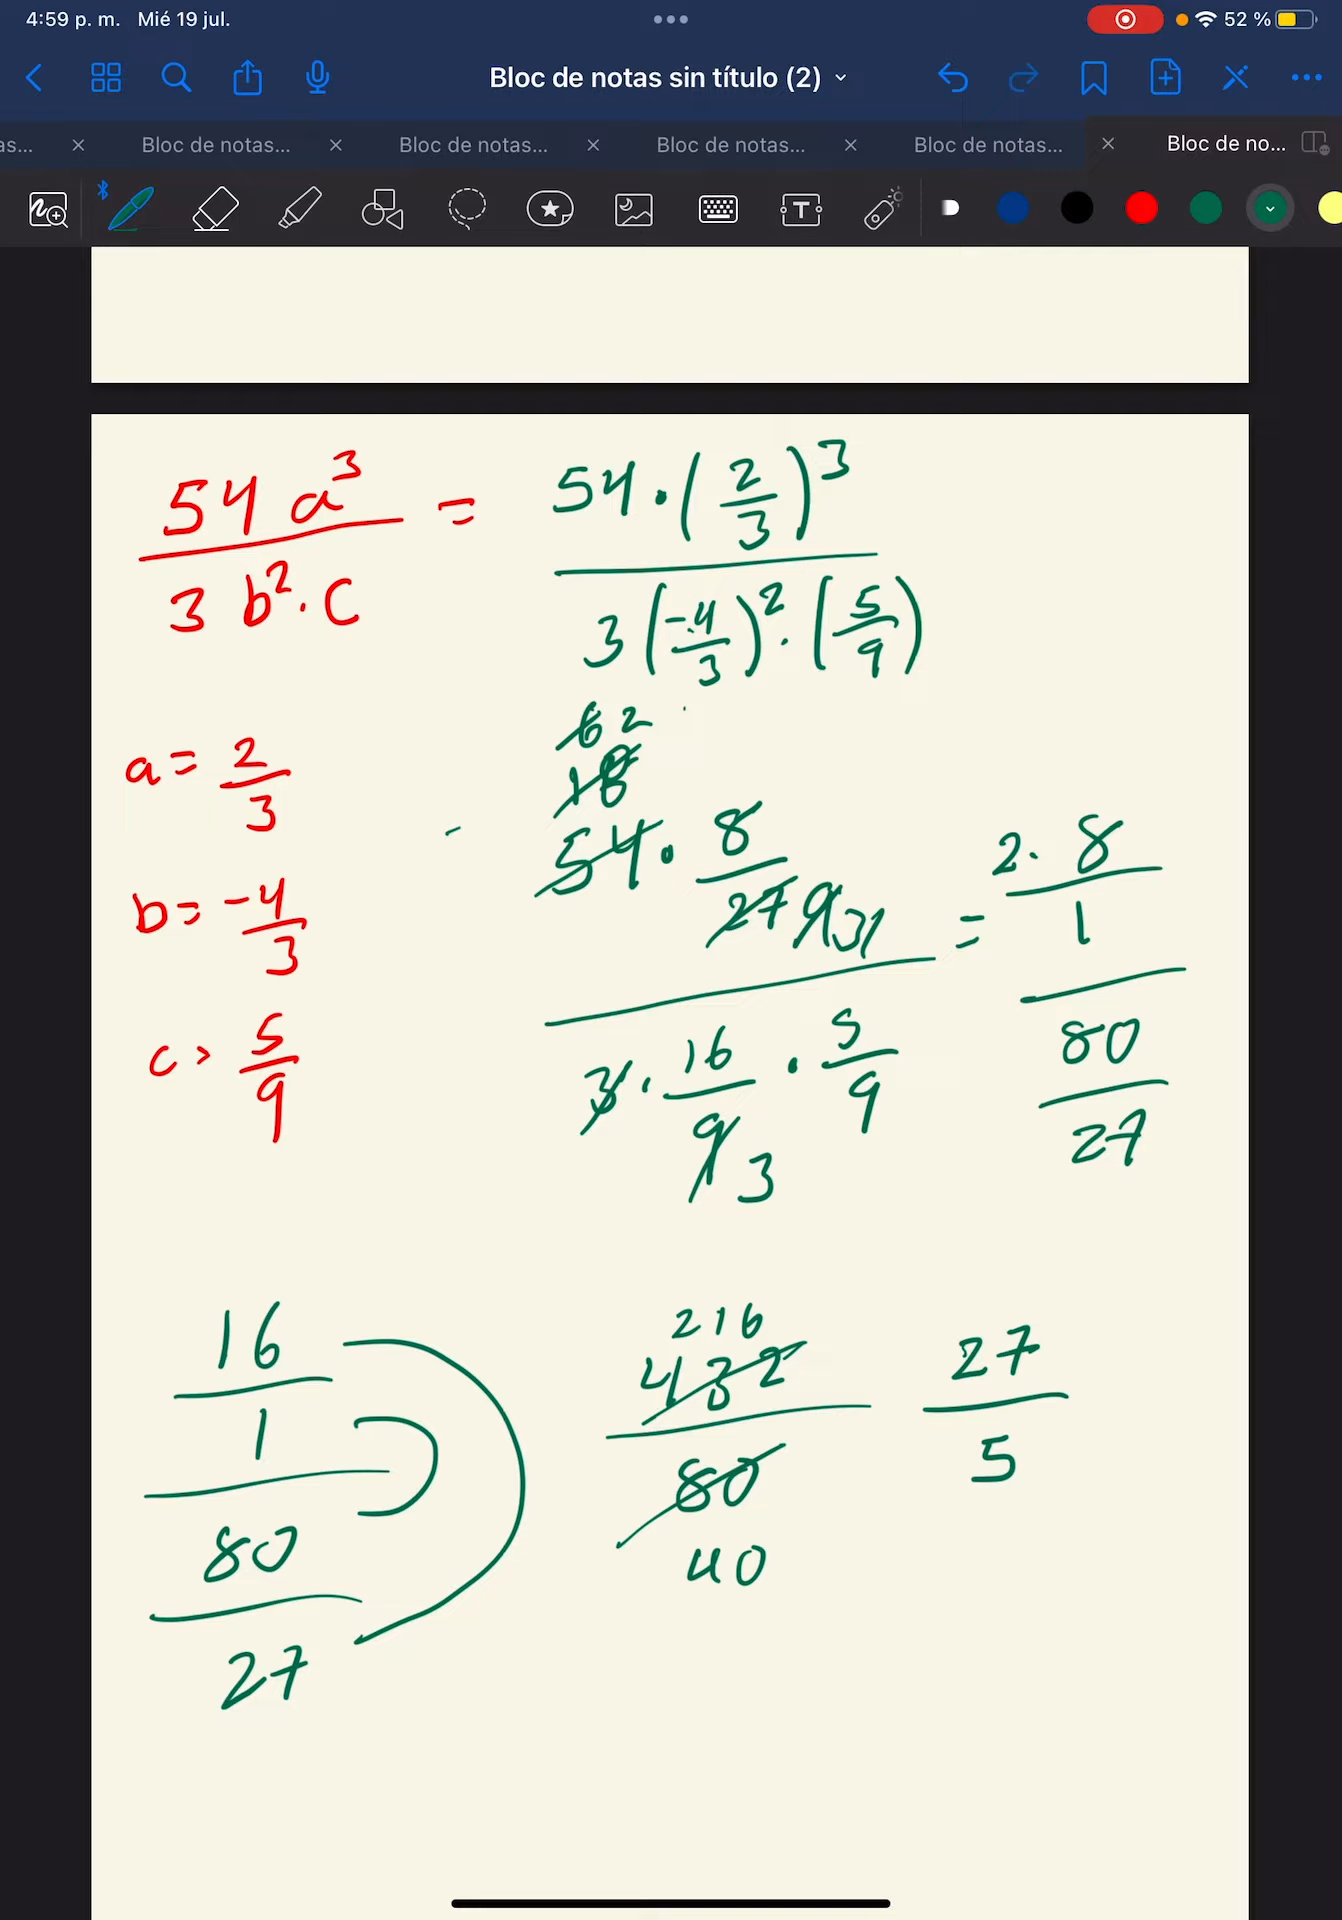 4:59 p. m. Mié 19 jul.
52 %
Bloc de notas sin título (2)
as...
Bloc de notas...
Bloc de notas...
Bloc de notas...
Bloc de notas...
Bloc de no...
T
54 a³
3 b² · c
=
54 · (2/3)³
3 (-4/3)² · (5/9)
a = 2/3
b = -4/3
c > 5/9
6 2
18
54 · 8/27 9 3 1
3 · 16/9 3 · 5/9
=
2 · 8
1
80
27
16
1
80
27
216
432
80
40
27
5